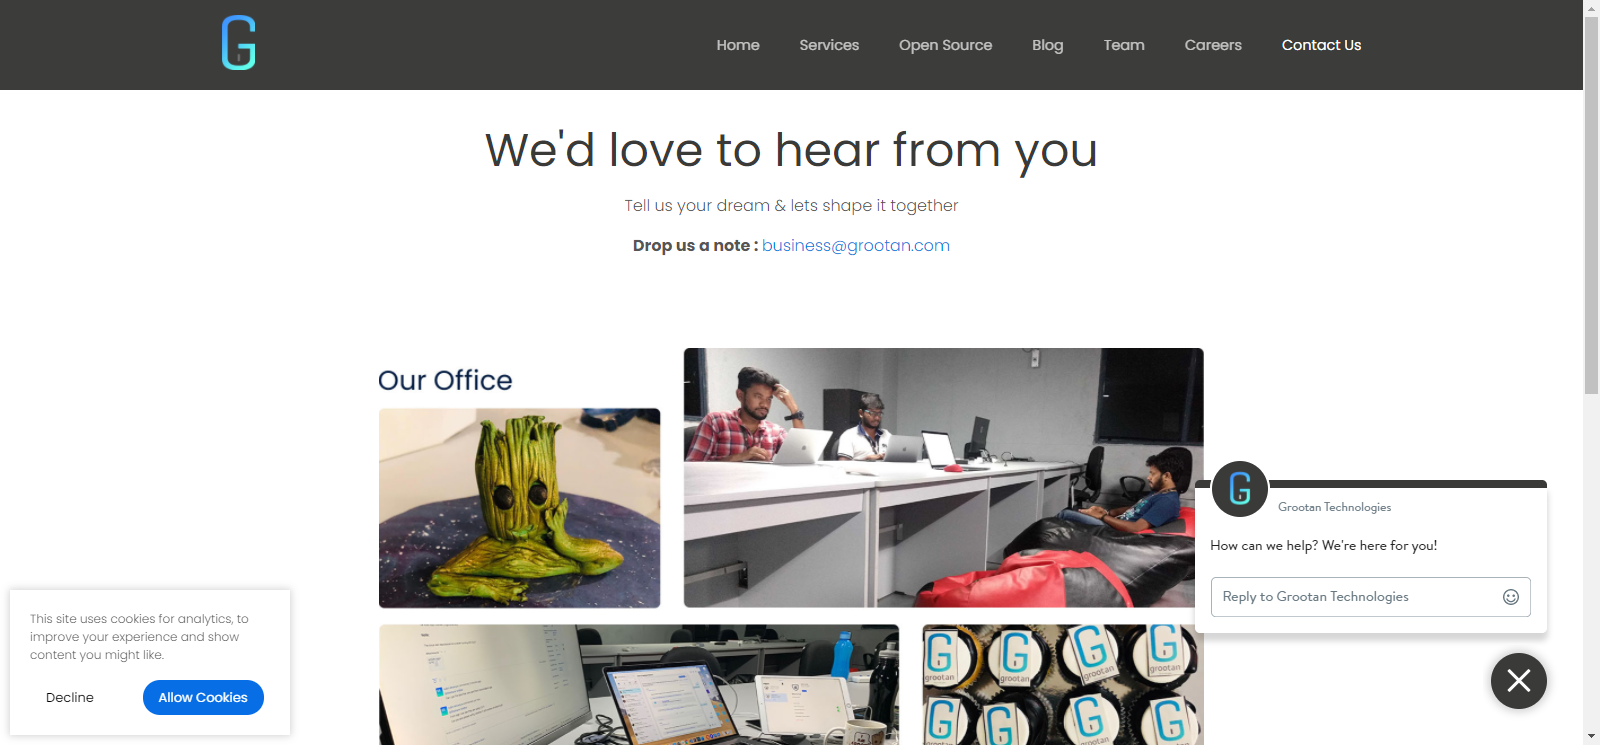 G
Home Services Open Source Blog Team Careers Contact Us
We'd love to hear from you
Tell us your dream & lets shape it together
Drop us a note : business@grootan.com
Our Office
G
Grootan Technologies
How can we help? We're here for you!
Reply to Grootan Technologies
This site uses cookies for analytics, to
improve your experience and show
content you might like.
Decline
Allow Cookies
G G G G
grootan grootan
G G G G
grootan